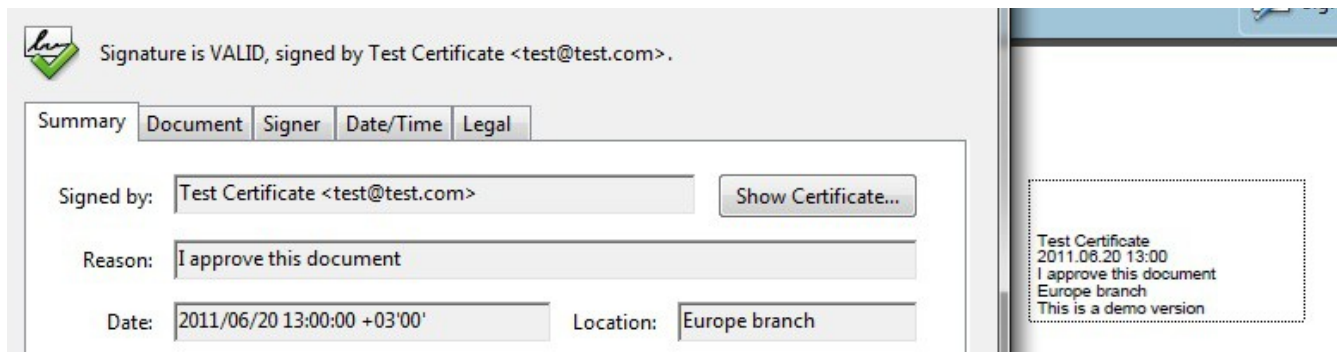 Signature is VALID, signed by Test Certificate <test@test.com>.
Summary Document Signer Date/Time Legal
Signed by: Test Certificate <test@test.com> Show Certificate...
Reason: I approve this document
Date: 2011/06/20 13:00:00 +03'00' Location: Europe branch
Test Certificate
2011.06.20 13:00
I approve this document
Europe branch
This is a demo version